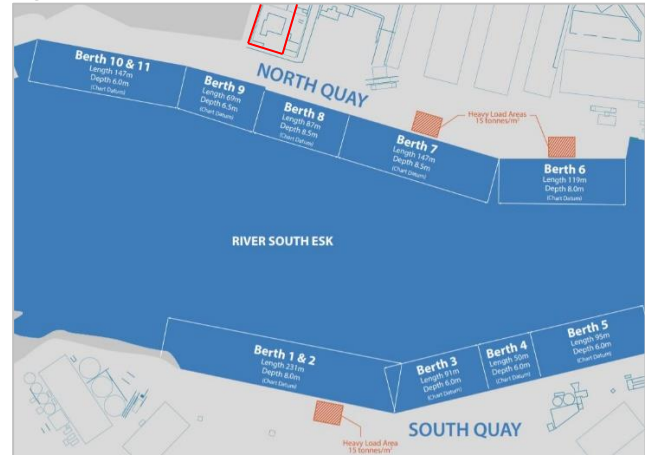 Berth 10 & 11
Length 147m
Depth 6.0m
(Chart Datum)
Berth 9
Length 69m
Depth 6.5m
(Chart Datum)
NORTH QUAY
Berth 8
Length 87m
Depth 8.5m
(Chart Datum)
Berth 7
Length 147m
Depth 8.5m
(Chart Datum)
Heavy Load Areas
15 tonnes/m²
Berth 6
Length 119m
Depth 8.0m
(Chart Datum)
RIVER SOUTH ESK
Berth 1 & 2
Length 231m
Depth 8.0m
(Chart Datum)
Berth 3
Length 91m
Depth 6.0m
(Chart Datum)
Berth 4
Length 50m
Depth 6.0m
(Chart Datum)
Berth 5
Length 95m
Depth 6.0m
(Chart Datum)
Heavy Load Area
15 tonnes/m²
SOUTH QUAY